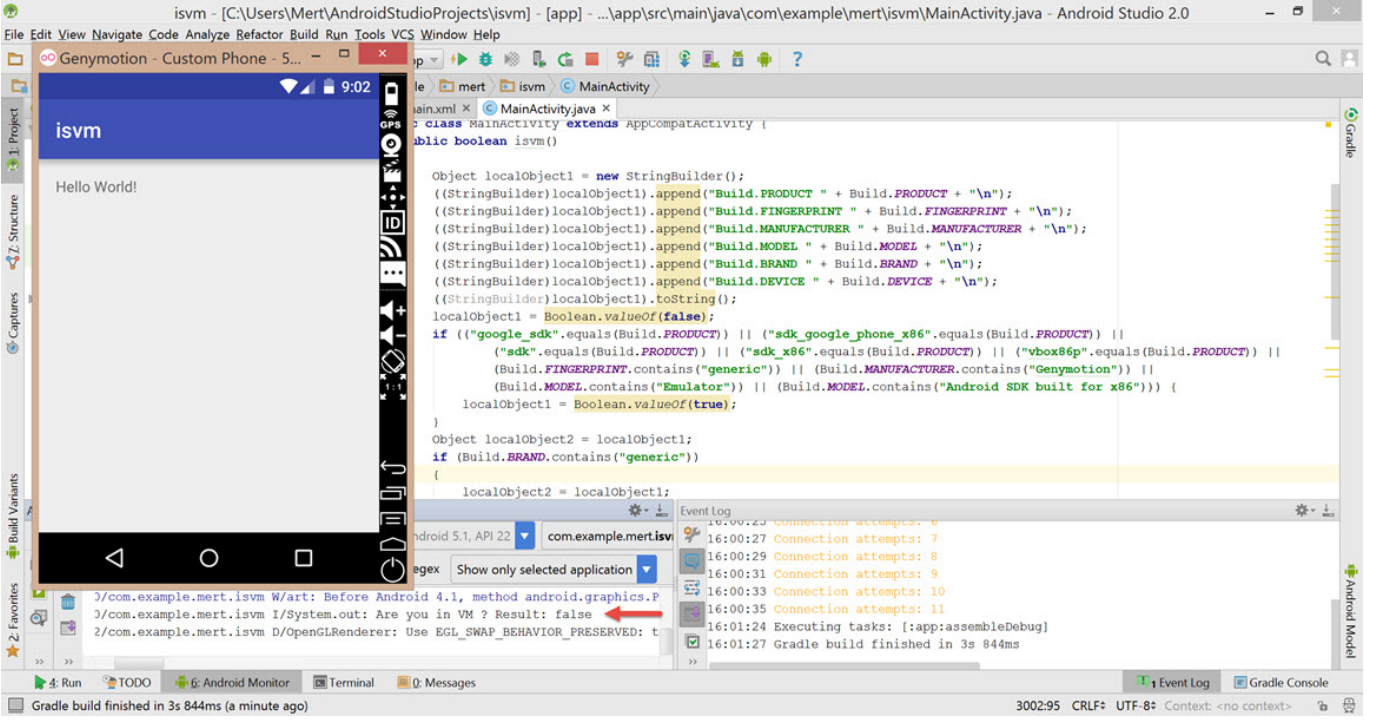 isvm - [C:\Users\Mert\AndroidStudioProjects\isvm] - [app] - ...\app\src\main\java\com\example\mert\isvm\MainActivity.java - Android Studio 2.0
File Edit View Navigate Code Analyze Refactor Build Run Tools VCS Window Help
Genymotion - Custom Phone - 5...
mert isvm MainActivity
MainActivity.java
9:02
isvm
Hello World!
GPS
ID
1:1
1: Project
7: Structure
Captures
Build Variants
2: Favorites
Gradle
Android Model
class MainActivity extends AppCompatActivity {
boolean isvm()
Object localObject1 = new StringBuilder();
((StringBuilder)localObject1).append("Build.PRODUCT " + Build.PRODUCT + "\n");
((StringBuilder)localObject1).append("Build.FINGERPRINT " + Build.FINGERPRINT + "\n");
((StringBuilder)localObject1).append("Build.MANUFACTURER " + Build.MANUFACTURER + "\n");
((StringBuilder)localObject1).append("Build.MODEL " + Build.MODEL + "\n");
((StringBuilder)localObject1).append("Build.BRAND " + Build.BRAND + "\n");
((StringBuilder)localObject1).append("Build.DEVICE " + Build.DEVICE + "\n");
((StringBuilder)localObject1).toString();
localObject1 = Boolean.valueOf(false);
if (("google_sdk".equals(Build.PRODUCT)) || ("sdk_google_phone_x86".equals(Build.PRODUCT)) ||
("sdk".equals(Build.PRODUCT)) || ("sdk_x86".equals(Build.PRODUCT)) || ("vbox86p".equals(Build.PRODUCT)) ||
(Build.FINGERPRINT.contains("generic")) || (Build.MANUFACTURER.contains("Genymotion")) ||
(Build.MODEL.contains("Emulator")) || (Build.MODEL.contains("Android SDK built for x86"))) {
localObject1 = Boolean.valueOf(true);
}
Object localObject2 = localObject1;
if (Build.BRAND.contains("generic"))
{
localObject2 = localObject1;
Android 5.1, API 22 com.example.mert.isvm
Show only selected application
)/com.example.mert.isvm W/art: Before Android 4.1, method android.graphics.P
)/com.example.mert.isvm I/System.out: Are you in VM ? Result: false
2/com.example.mert.isvm D/OpenGLRenderer: Use EGL_SWAP_BEHAVIOR_PRESERVED: t
Event Log
16:00:25 Connection attempts: 6
16:00:27 Connection attempts: 7
16:00:29 Connection attempts: 8
16:00:31 Connection attempts: 9
16:00:33 Connection attempts: 10
16:00:35 Connection attempts: 11
16:01:24 Executing tasks: [:app:assembleDebug]
16:01:27 Gradle build finished in 3s 844ms
4: Run TODO 6: Android Monitor Terminal 0: Messages 1 Event Log Gradle Console
Gradle build finished in 3s 844ms (a minute ago) 3002:95 CRLF UTF-8 Context: <no context>